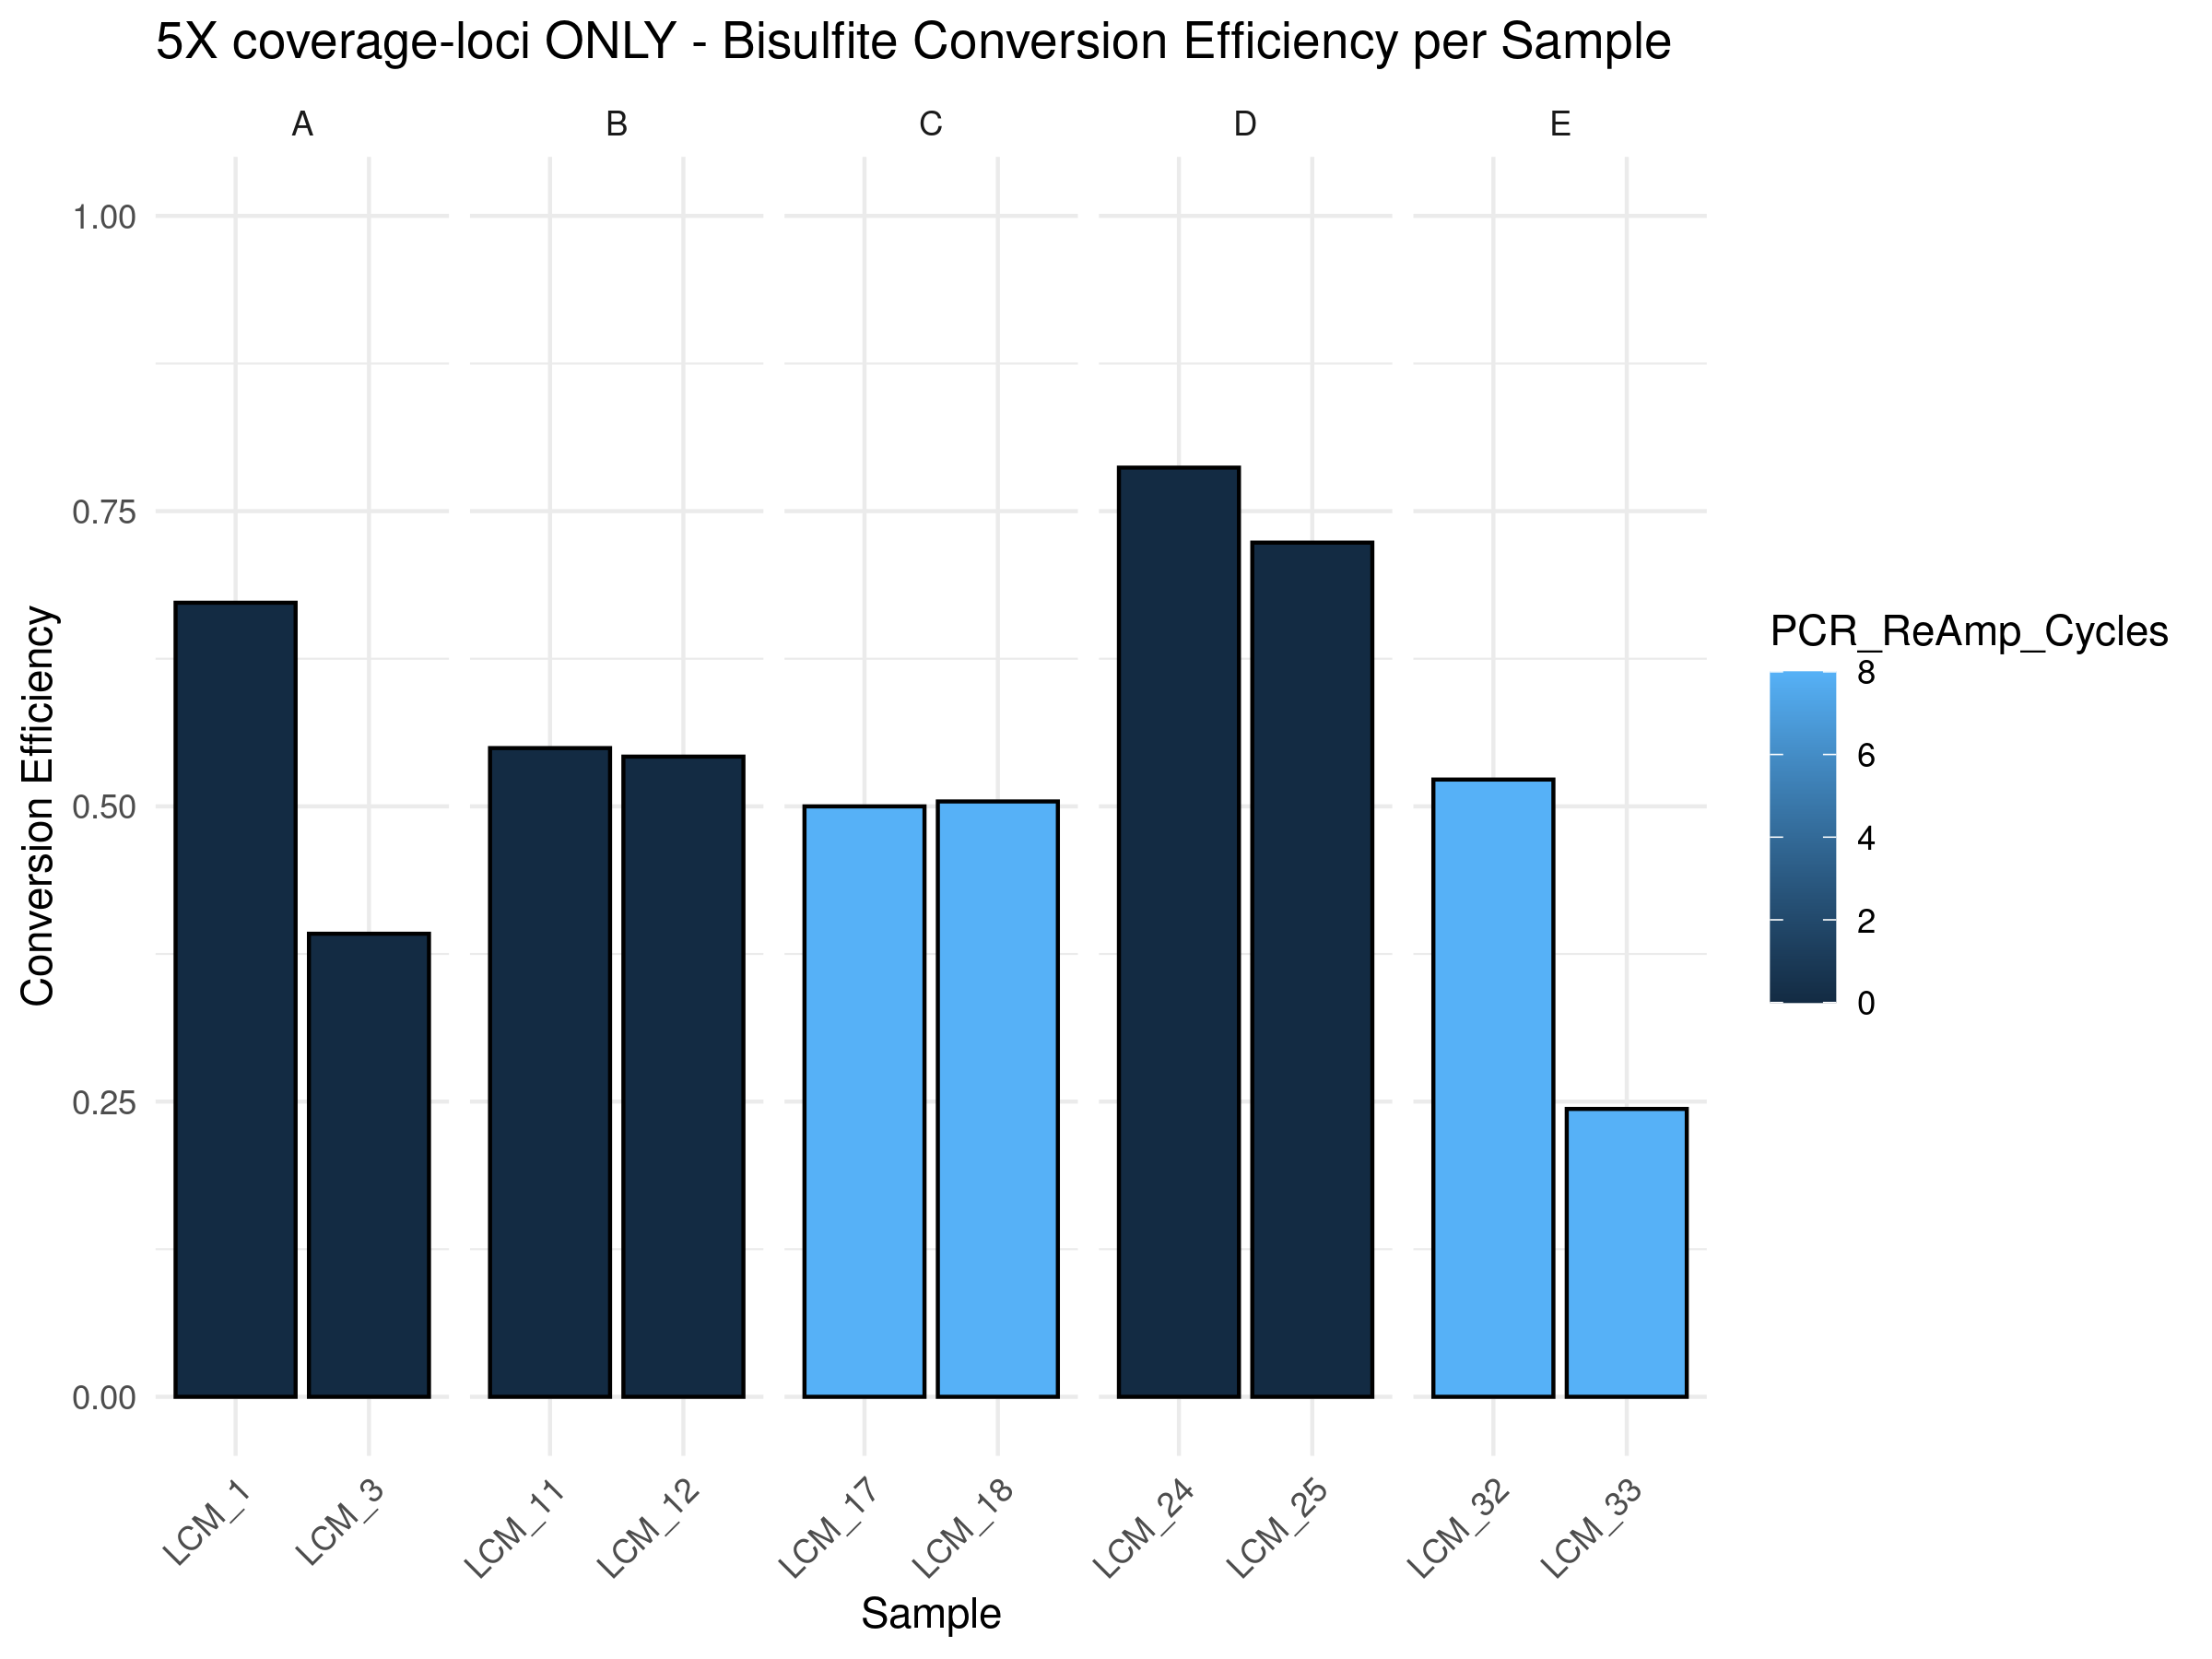 5X coverage-loci ONLY - Bisulfite Conversion Efficiency per Sample
A B C D E
1.00
0.75
0.50
0.25
0.00
Conversion Efficiency
LCM_1 LCM_3 LCM_11 LCM_12 LCM_17 LCM_18 LCM_24 LCM_25 LCM_32 LCM_33
Sample
PCR_ReAmp_Cycles
8
6
4
2
0